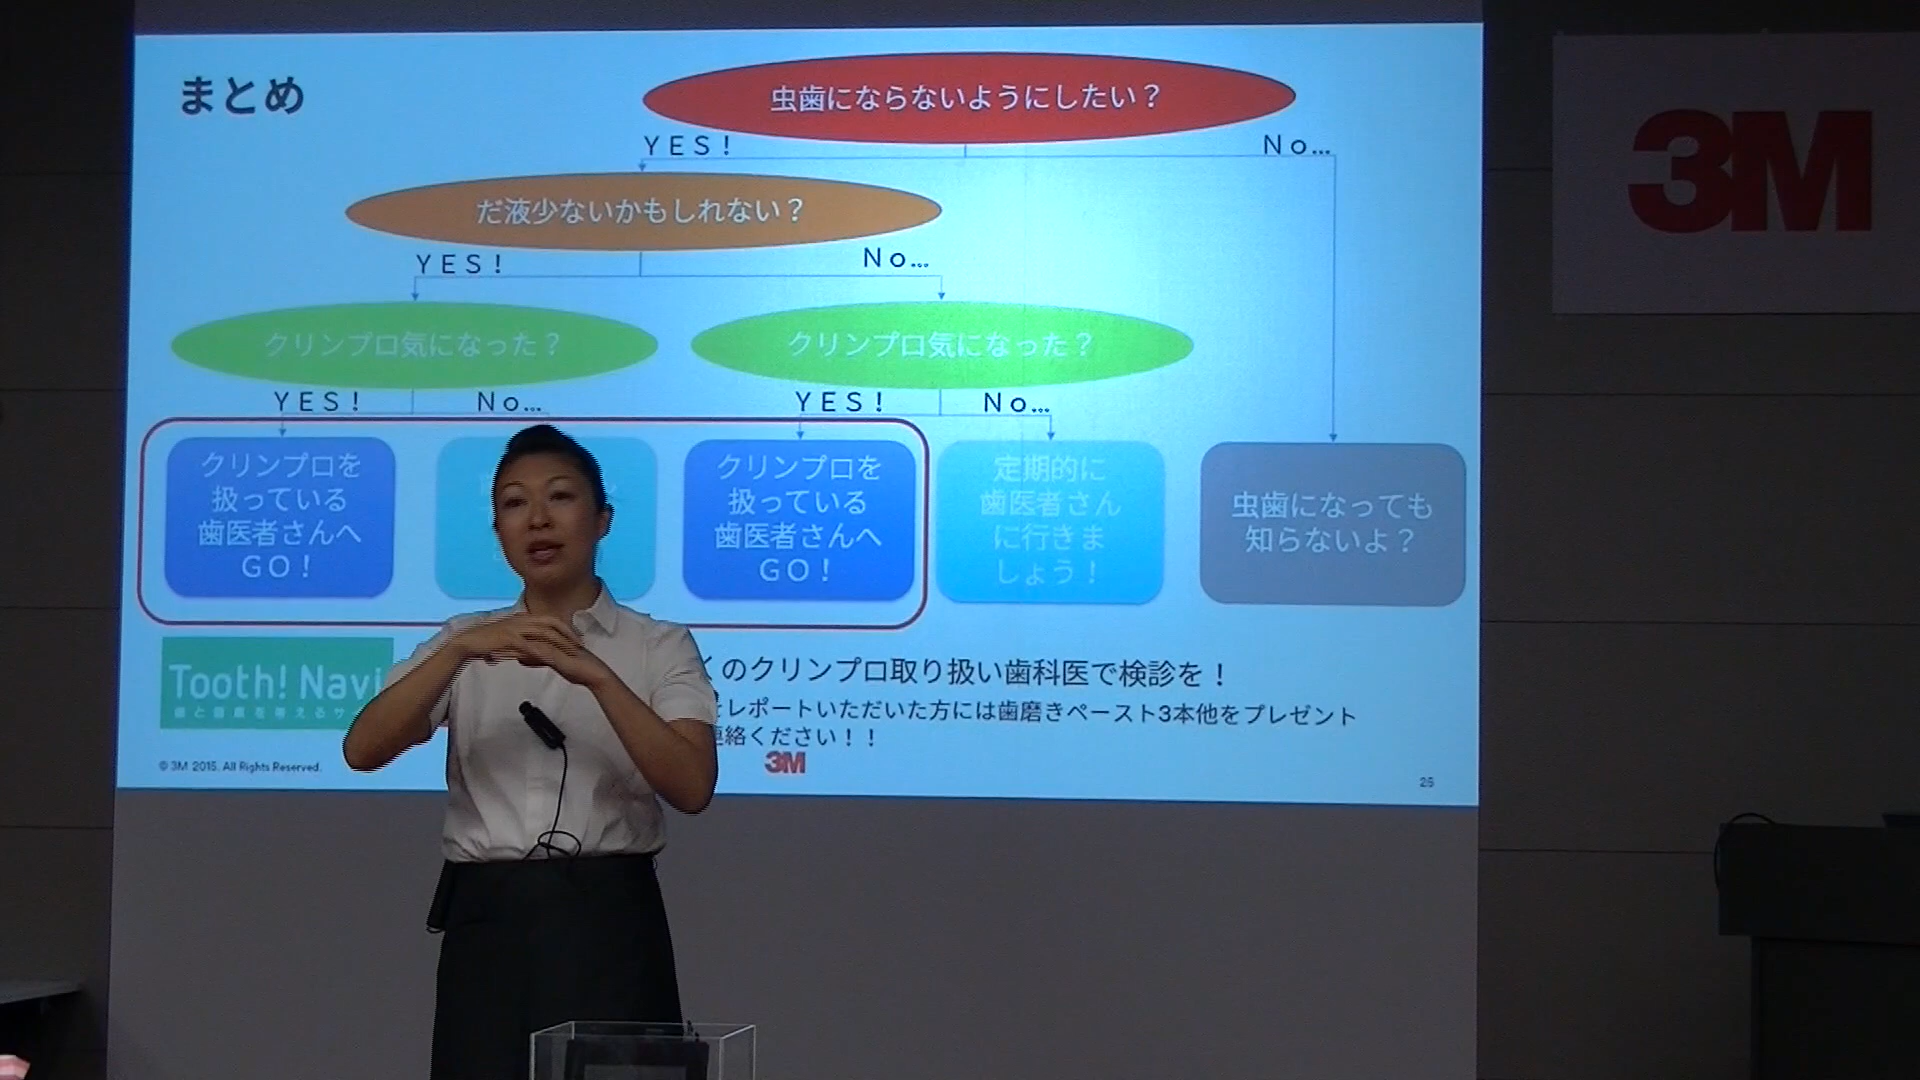 まとめ
虫歯にならないようにしたい？
ＹＥＳ！
Ｎｏ…
だ液少ないかもしれない？
ＹＥＳ！
Ｎｏ…
クリンプロ気になった？
クリンプロ気になった？
ＹＥＳ！
Ｎｏ…
ＹＥＳ！
Ｎｏ…
クリンプロを
扱っている
歯医者さんへ
ＧＯ！
クリンプロを
扱っている
歯医者さんへ
ＧＯ！
定期的に
歯医者さん
に行きま
しょう！
虫歯になっても
知らないよ？
Tooth! Navi
くのクリンプロ取り扱い歯科医で検診を！
レポートいただいた方には歯磨きペースト3本他をプレゼント
絡ください！！
© 3M 2015. All Rights Reserved.
3M
25
3M